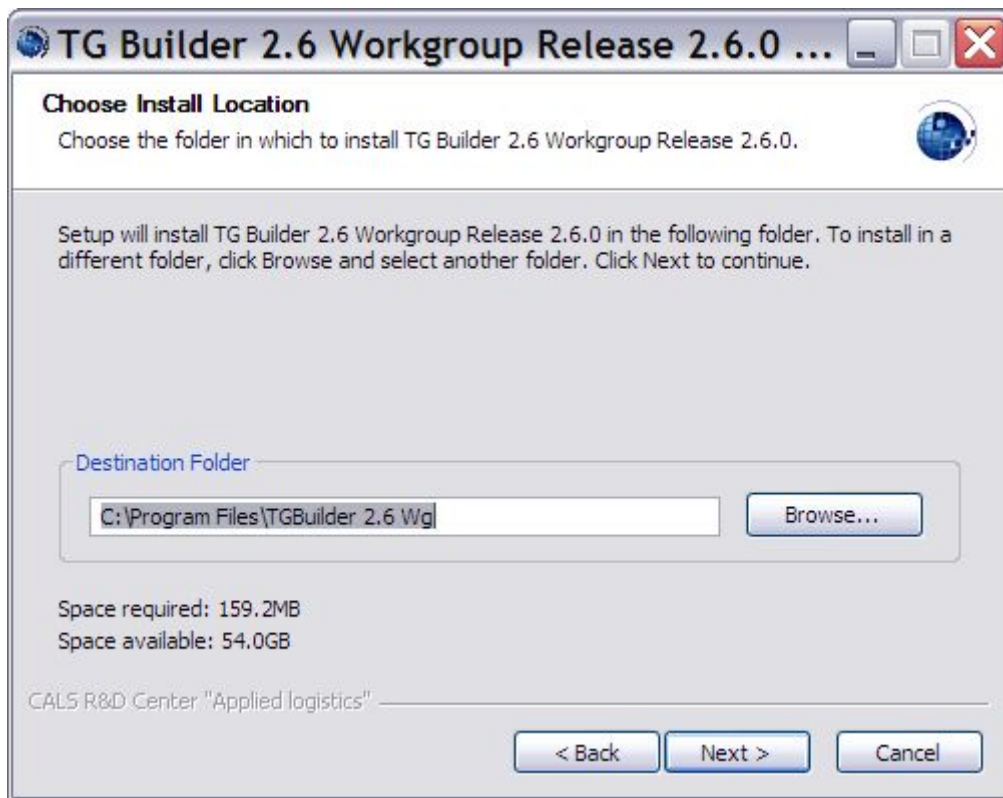 TG Builder 2.6 Workgroup Release 2.6.0 ...
Choose Install Location
Choose the folder in which to install TG Builder 2.6 Workgroup Release 2.6.0.
Setup will install TG Builder 2.6 Workgroup Release 2.6.0 in the following folder. To install in a
different folder, click Browse and select another folder. Click Next to continue.
Destination Folder
C:\Program Files\TGBuilder 2.6 Wg
Browse...
Space required: 159.2MB
Space available: 54.0GB
CALS R&D Center "Applied logistics"
< Back Next > Cancel